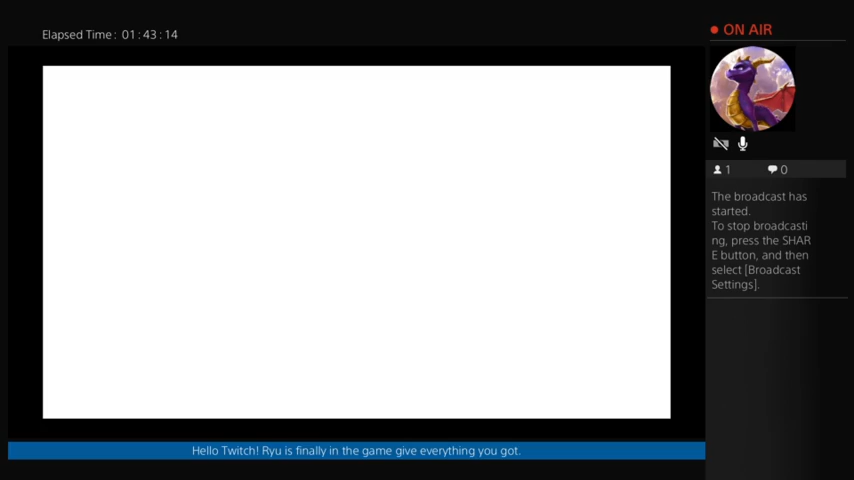 Elapsed Time: 01:43:14
ON AIR
1 0
The broadcast has
started.
To stop broadcasti
ng, press the SHAR
E button, and then
select [Broadcast
Settings].
Hello Twitch! Ryu is finally in the game give everything you got.